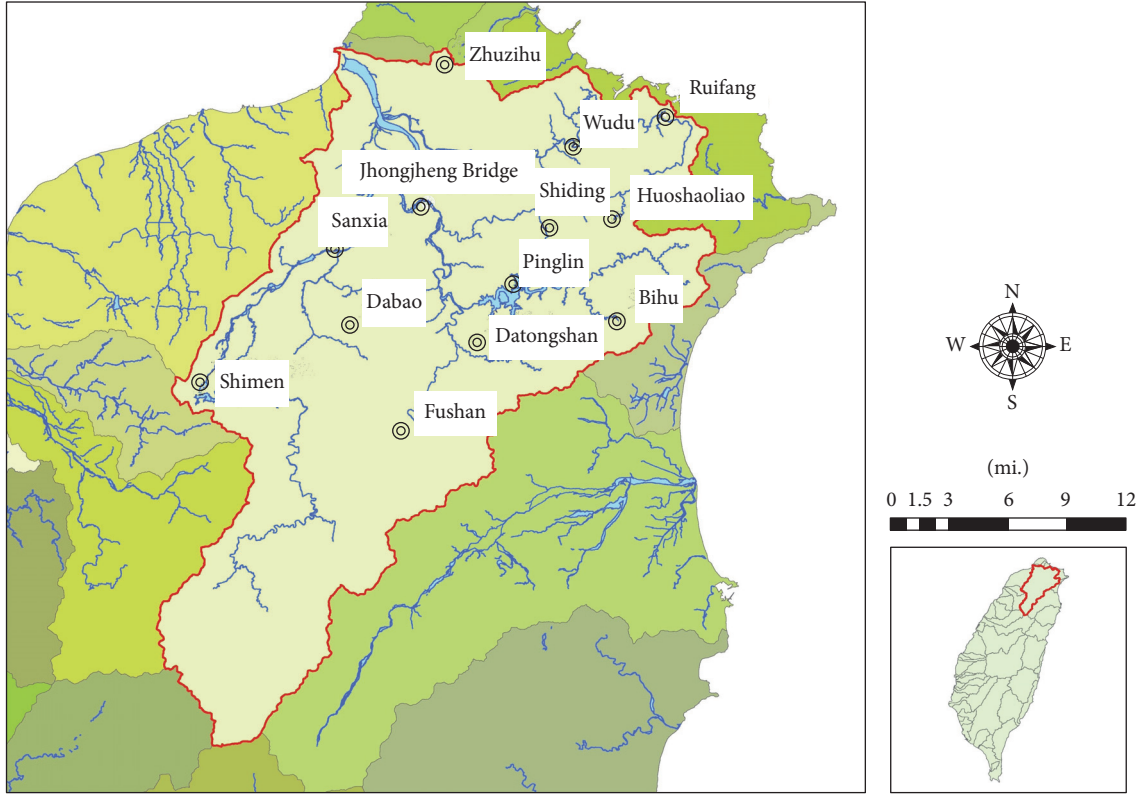 Zhuzihu
Ruifang
Wudu
Jhongjheng Bridge
Shiding
Huoshaoliao
Sanxia
Pinglin
Dabao
Bihu
Datongshan
Shimen
Fushan
N
W E
S
(mi.)
0 1.5 3 6 9 12